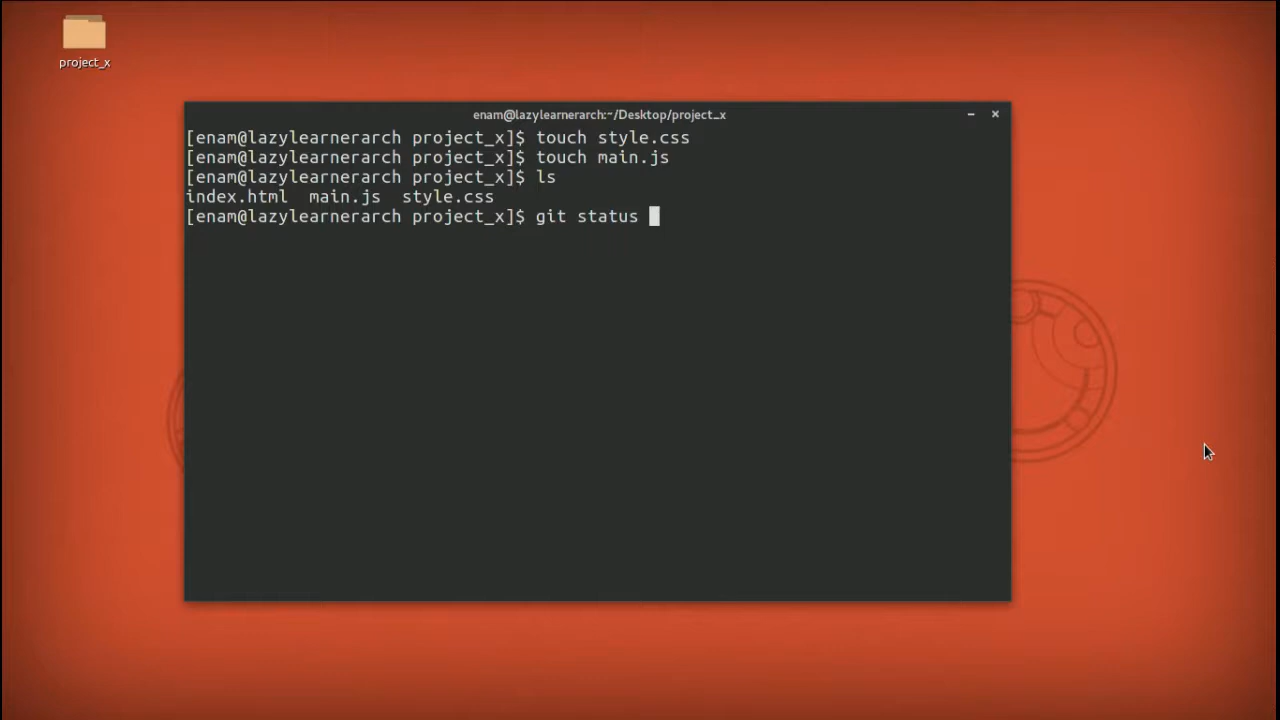 project_x
enam@lazylearnerarch:~/Desktop/project_x
[enam@lazylearnerarch project_x]$ touch style.css
[enam@lazylearnerarch project_x]$ touch main.js
[enam@lazylearnerarch project_x]$ ls
index.html  main.js  style.css
[enam@lazylearnerarch project_x]$ git status